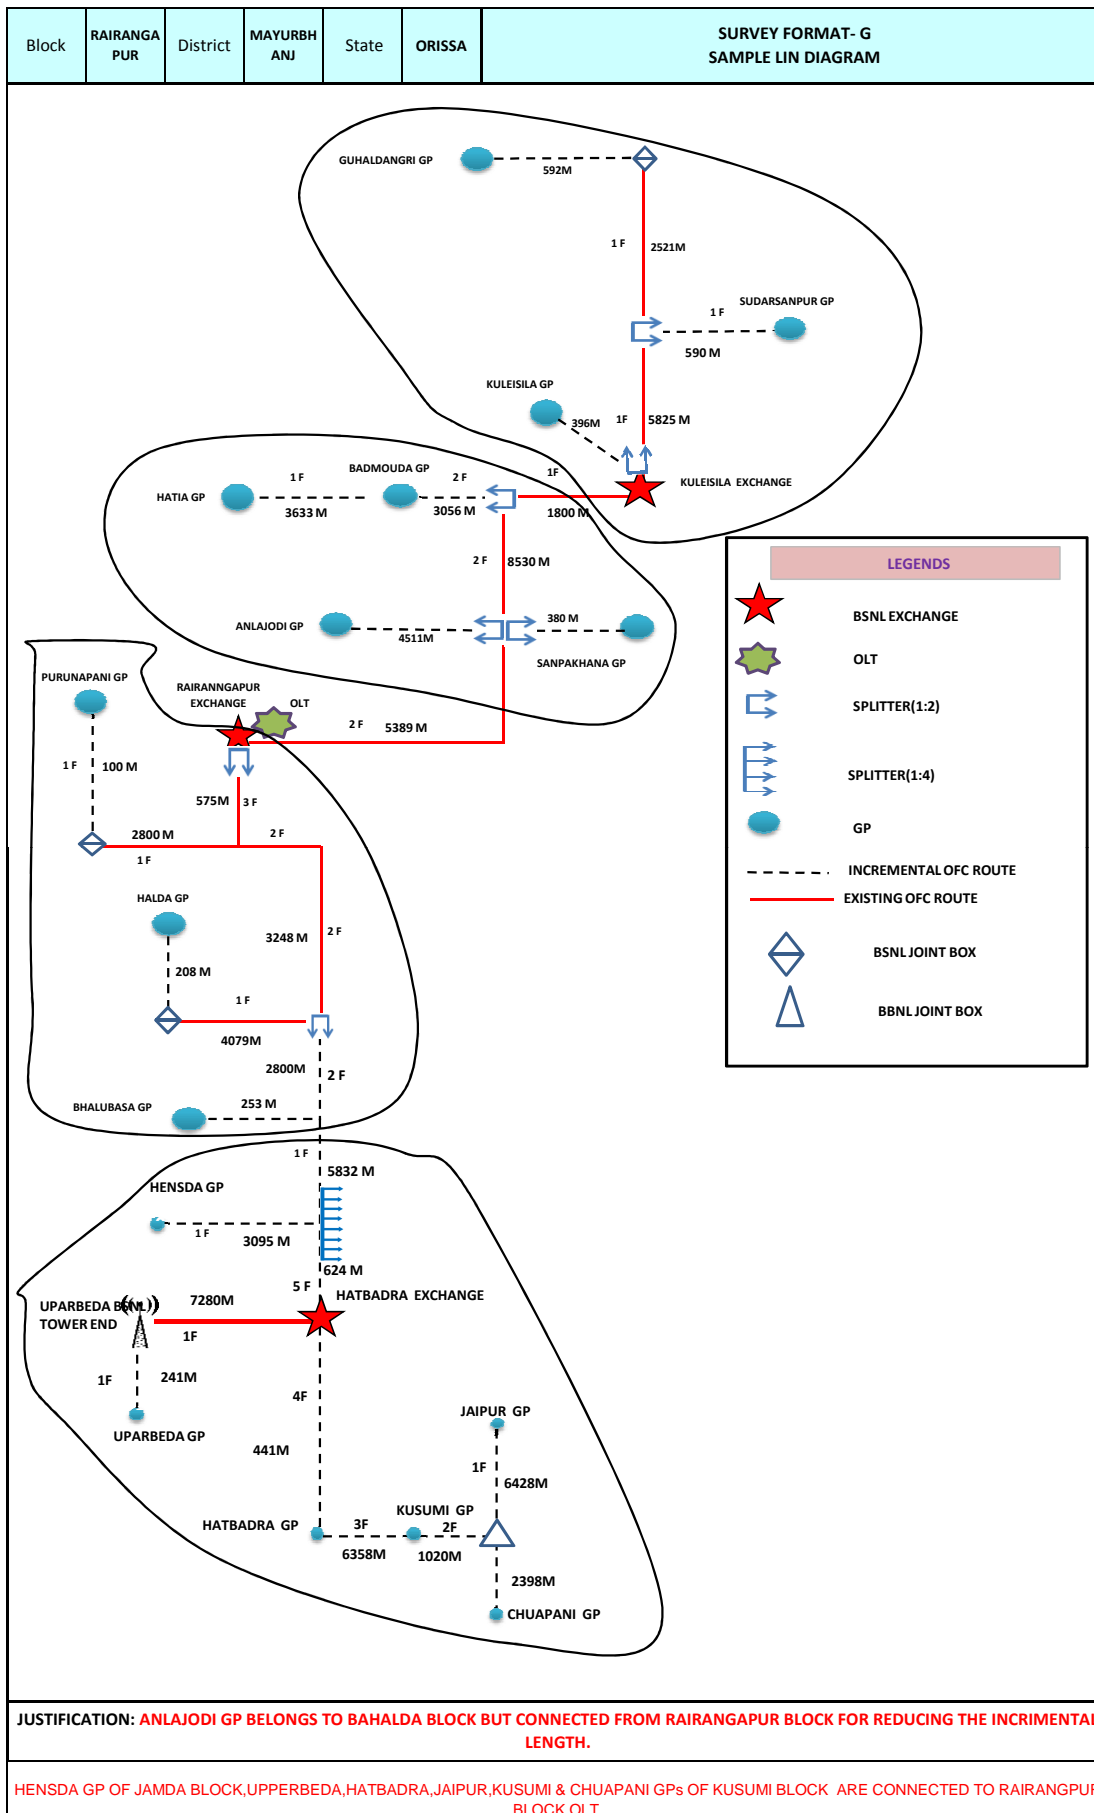 Block RAIRANGA PUR District MAYURBH ANJ State ORISSA SURVEY FORMAT- G
SAMPLE LIN DIAGRAM
GUHALDANGRI GP
592M
1 F 2521M
SUDARSANPUR GP
1 F
590 M
KULEISILA GP
396M
1F 5825 M
KULEISILA EXCHANGE
1F
1800 M
BADMOUDA GP
HATIA GP
1 F
3633 M
2 F
3056 M
2 F 8530 M
ANLAJODI GP
4511M
380 M
SANPAKHANA GP
LEGENDS
BSNL EXCHANGE
OLT
SPLITTER(1:2)
SPLITTER(1:4)
GP
INCREMENTAL OFC ROUTE
EXISTING OFC ROUTE
BSNL JOINT BOX
BBNL JOINT BOX
PURUNAPANI GP
RAIRANNGAPUR
EXCHANGE
OLT
2 F 5389 M
1 F 100 M
575M 3 F
2800 M
2 F
1 F
HALDA GP
3248 M 2 F
208 M
1 F
4079M
2800M 2 F
BHALUBASA GP
253 M
1 F
5832 M
HENSDA GP
1 F
3095 M
624 M
5 F
HATBADRA EXCHANGE
UPARBEDA BSNL
TOWER END
7280M
1F
1F 241M
UPARBEDA GP
4F
441M
JAIPUR GP
1F
6428M
HATBADRA GP
3F
6358M
KUSUMI GP
2F
1020M
2398M
CHUAPANI GP
JUSTIFICATION: ANLAJODI GP BELONGS TO BAHALDA BLOCK BUT CONNECTED FROM RAIRANGAPUR BLOCK FOR REDUCING THE INCRIMENTAL
LENGTH.
HENSDA GP OF JAMDA BLOCK,UPPERBEDA,HATBADRA,JAIPUR,KUSUMI & CHUAPANI GPs OF KUSUMI BLOCK ARE CONNECTED TO RAIRANGPUR
BLOCK OLT